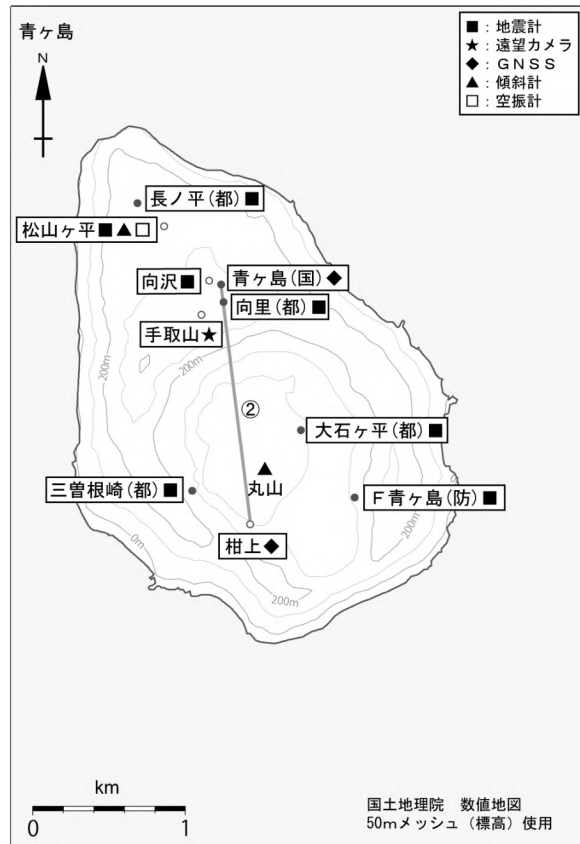 青ヶ島
■：地震計
★：遠望カメラ
◆：ＧＮＳＳ
▲：傾斜計
□：空振計
N
長ノ平(都)■
松山ヶ平■▲□
向沢■
青ヶ島(国)◆
向里(都)■
手取山★
200m
200m
②
大石ヶ平(都)■
丸山
三曽根崎(都)■
Ｆ青ヶ島(防)■
柑上◆
0m
200m
200m
km
0
1
国土地理院　数値地図
50mメッシュ（標高）使用